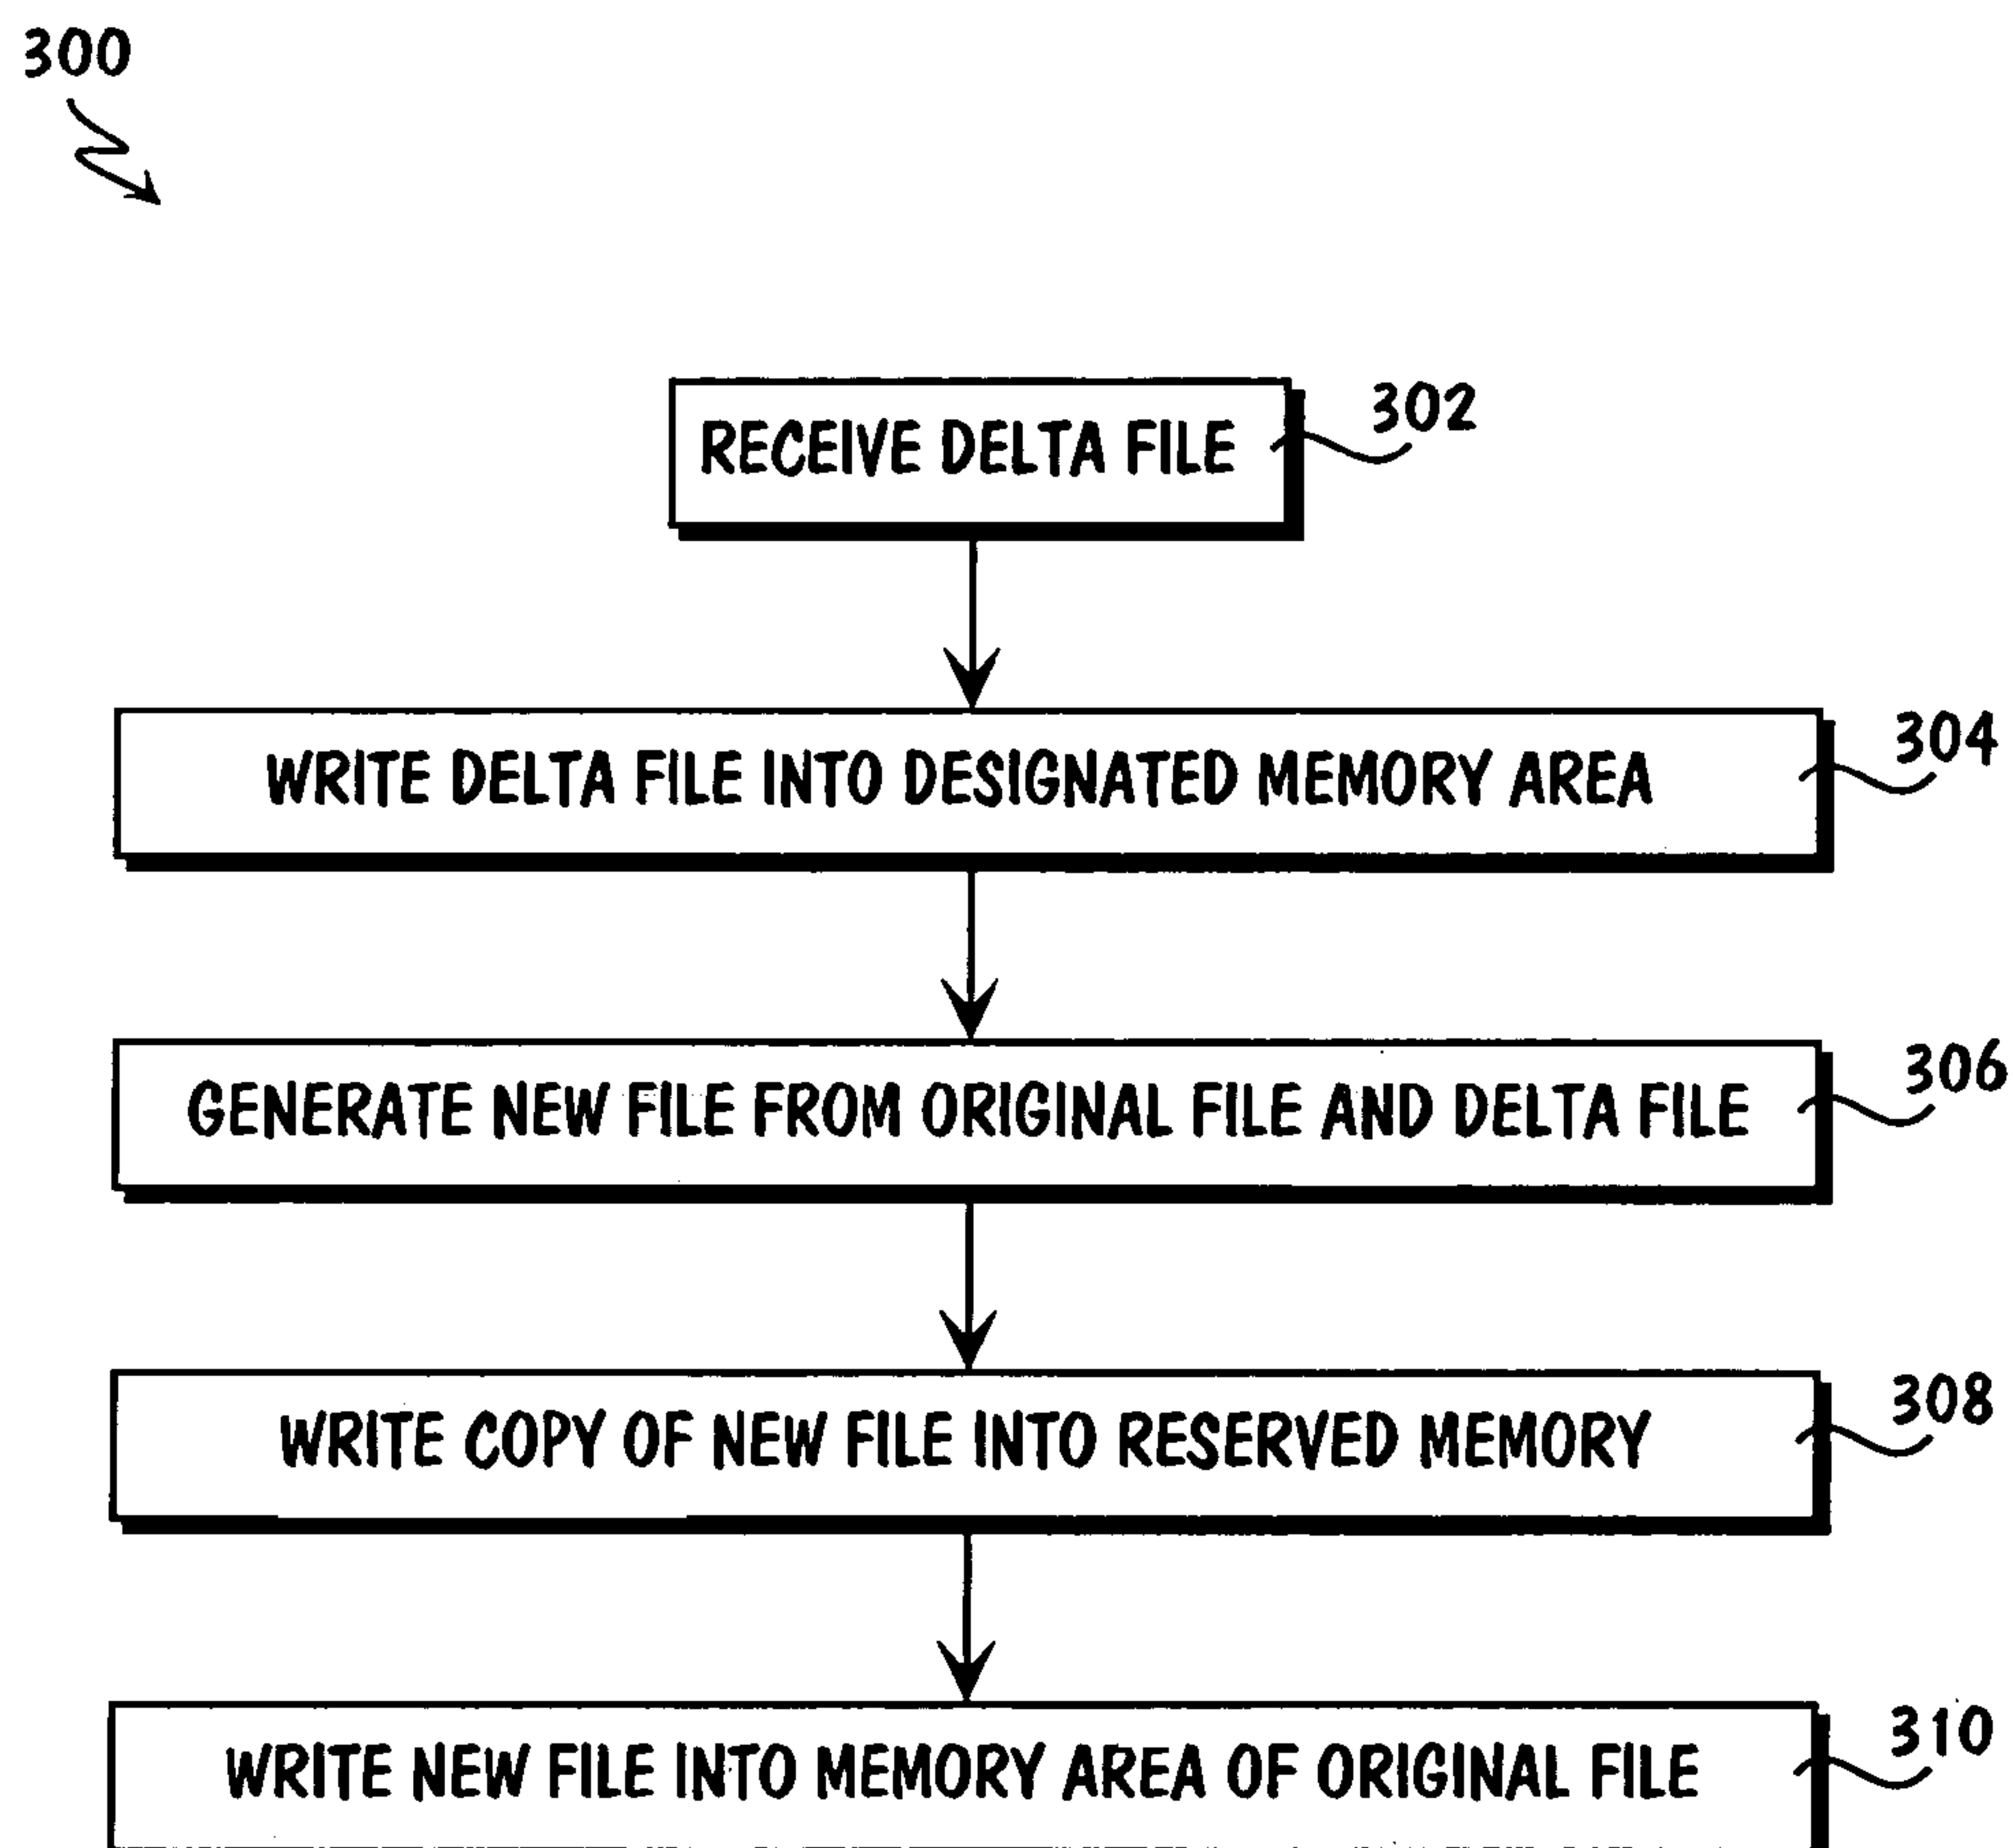 300
RECEIVE DELTA FILE
302
WRITE DELTA FILE INTO DESIGNATED MEMORY AREA
304
GENERATE NEW FILE FROM ORIGINAL FILE AND DELTA FILE
306
WRITE COPY OF NEW FILE INTO RESERVED MEMORY
308
WRITE NEW FILE INTO MEMORY AREA OF ORIGINAL FILE
310